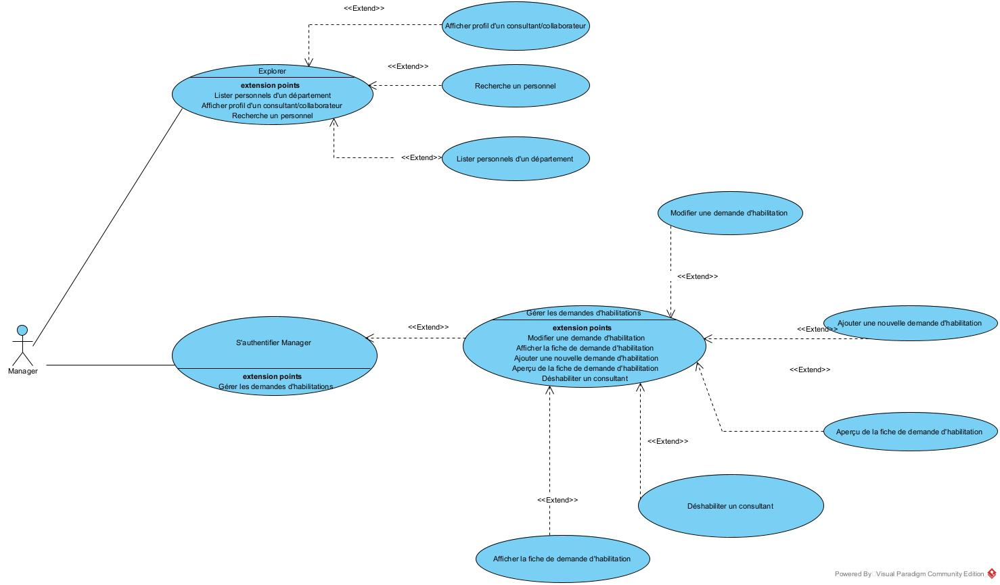 <<Extend>>
Afficher profil d'un consultant/collaborateur
<<Extend>>
Explorer
extension points
Lister personnels d'un département
Afficher profil d'un consultant/collaborateur
Recherche un personnel
Recherche un personnel
<<Extend>>
Lister personnels d'un département
Modifier une demande d'habilitation
<<Extend>>
Gérer les demandes d'habilitations
extension points
Modifier une demande d'habilitation
Afficher la fiche de demande d'habilitation
Ajouter une nouvelle demande d'habilitation
Aperçu de la fiche de demande d'habilitation
Déshabiliter un consultant
<<Extend>>
Ajouter une nouvelle demande d'habilitation
<<Extend>>
S'authentifier Manager
extension points
Gérer les demandes d'habilitations
Manager
<<Extend>>
Aperçu de la fiche de demande d'habilitation
<<Extend>>
Déshabiliter un consultant
<<Extend>>
Afficher la fiche de demande d'habilitation
Powered By Visual Paradigm Community Edition